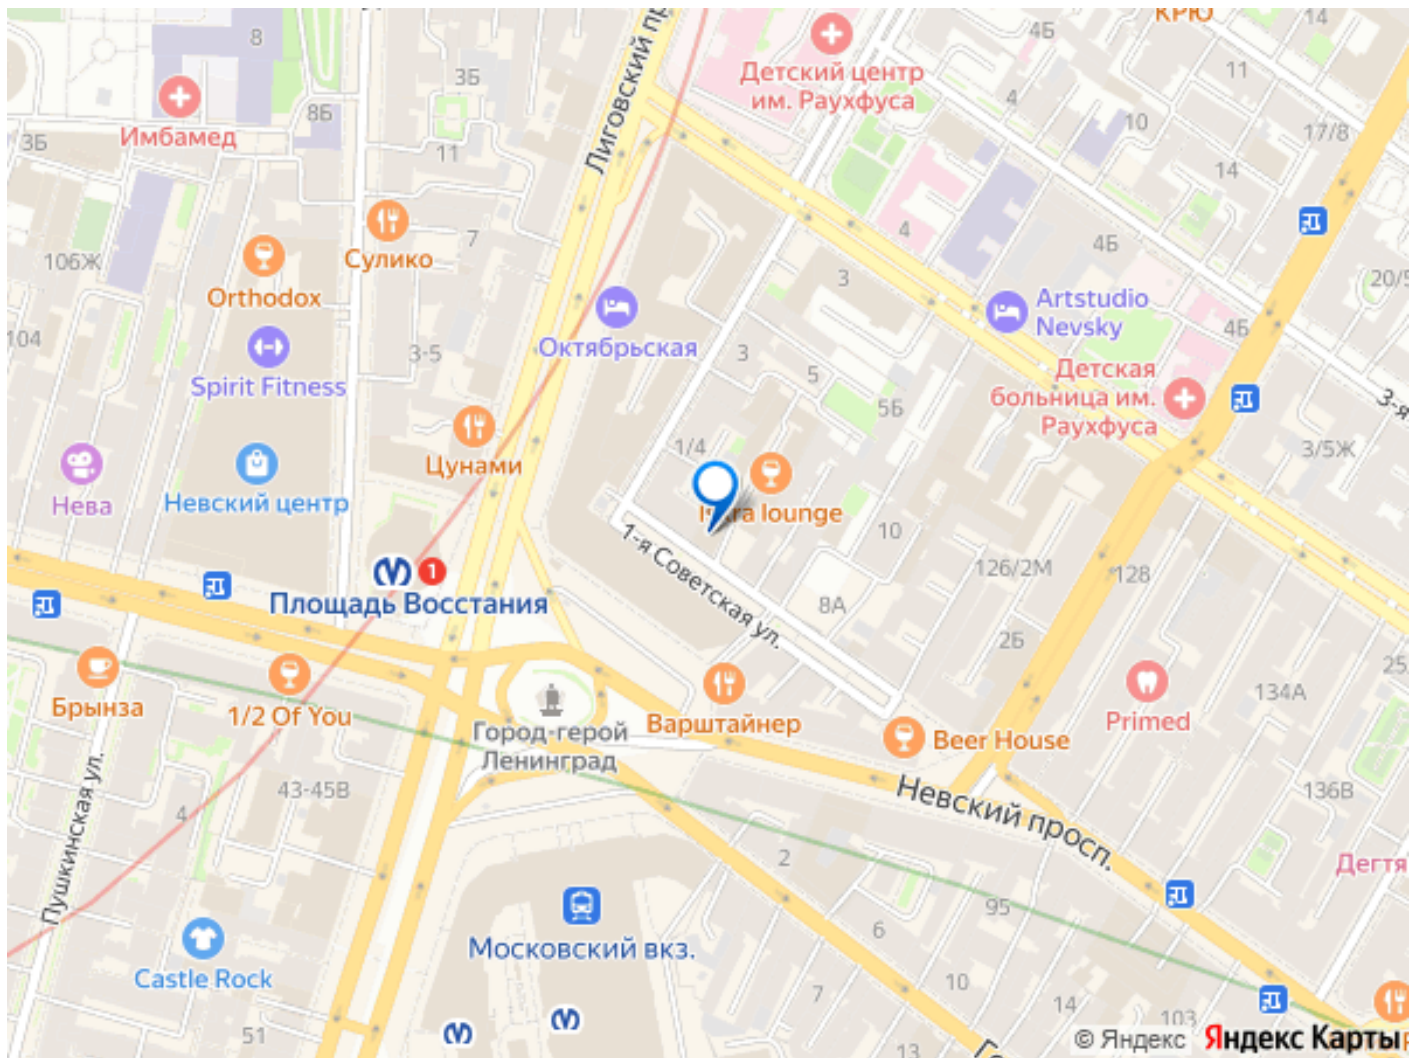 КРЮ
14
8
4Б
Детский центр
им. Раухфуса
3Б
11
Лиговский пр
4
Имбамед
8Б
10
17/8
3Б
11
14
Сулико
7
4
4Б
106Ж
Orthodox
3
Artstudio
Nevsky
20/5
104
Spirit Fitness
3-5
Октябрьская
3
5
4Б
Детская
больница им.
Раухфуса
5Б
3-я
Цунами
1/4
3/5Ж
Нева
Невский центр
lounge
10
1-я Советская ул.
126/2М
128
1
Площадь Восстания
8А
2Б
25
Брынза
1/2 Of You
Варштайнер
Primed
134А
Город-герой
Ленинград
Beer House
43-45В
4
Невский просп.
136В
Пушкинская ул.
2
Дегтя
95
6
Московский вкз.
Castle Rock
10
7
14
103
51
13
© Яндекс
Яндекс Карты